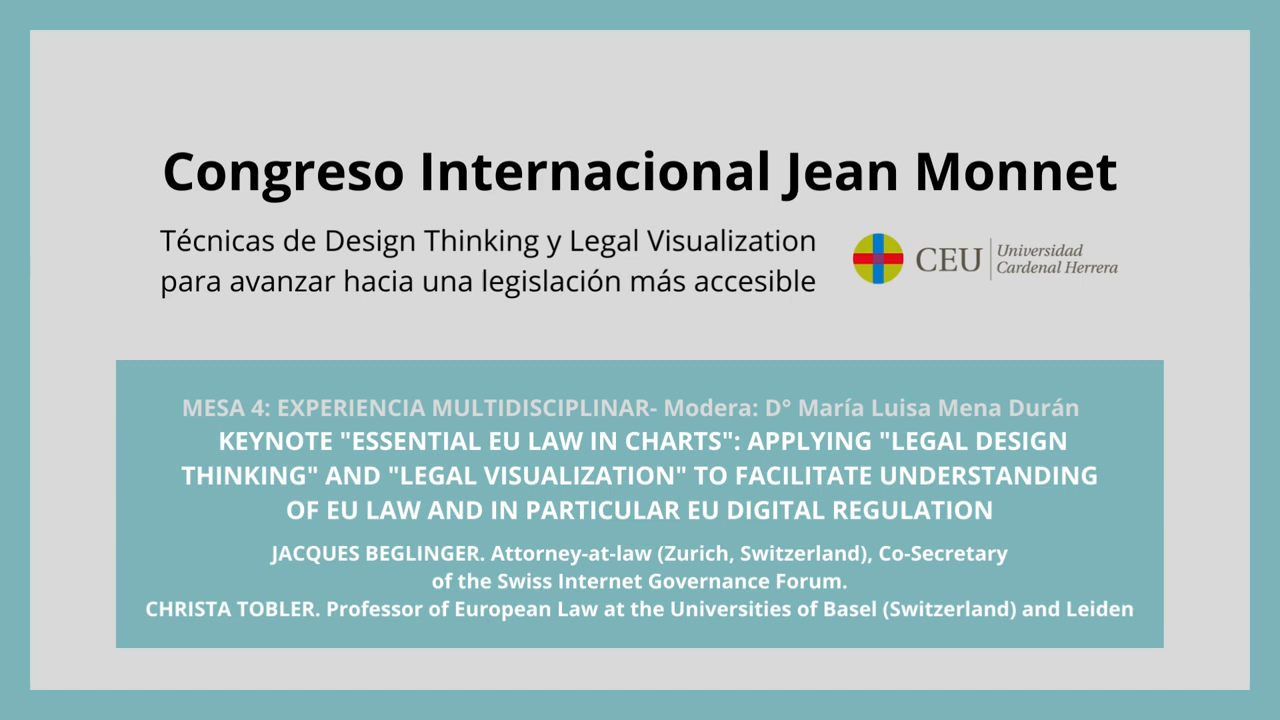 Congreso Internacional Jean Monnet
Técnicas de Design Thinking y Legal Visualization
para avanzar hacia una legislación más accesible
CEU
Universidad
Cardenal Herrera
MESA 4: EXPERIENCIA MULTIDISCIPLINAR- Modera: D° María Luisa Mena Durán
KEYNOTE "ESSENTIAL EU LAW IN CHARTS": APPLYING "LEGAL DESIGN
THINKING" AND "LEGAL VISUALIZATION" TO FACILITATE UNDERSTANDING
OF EU LAW AND IN PARTICULAR EU DIGITAL REGULATION
JACQUES BEGLINGER. Attorney-at-law (Zurich, Switzerland), Co-Secretary
of the Swiss Internet Governance Forum.
CHRISTA TOBLER. Professor of European Law at the Universities of Basel (Switzerland) and Leiden